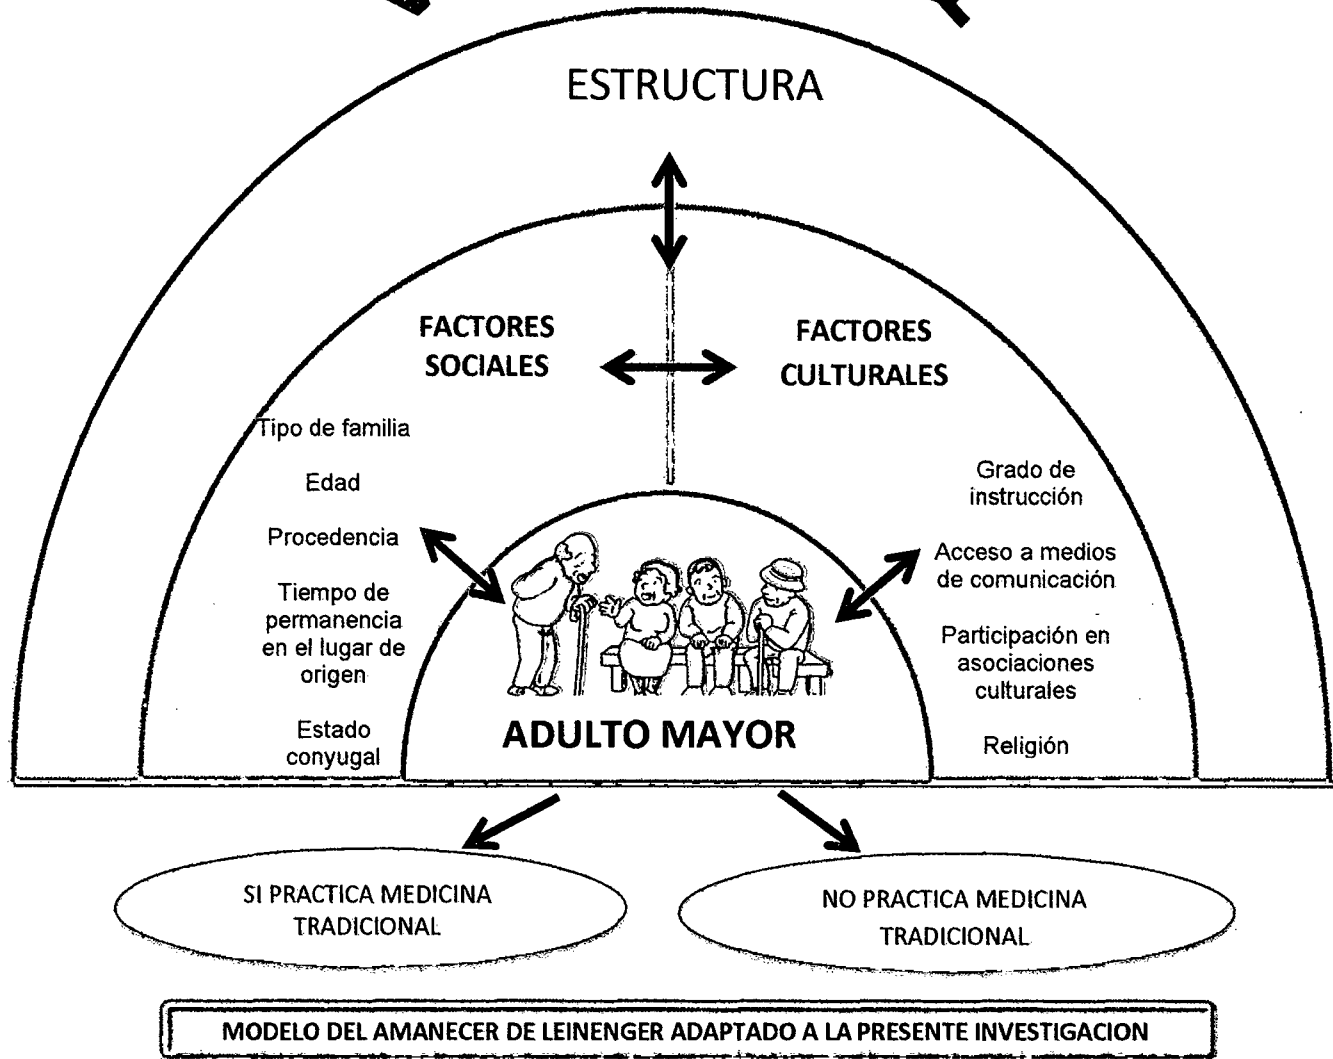 ESTRUCTURA
FACTORES
SOCIALES
FACTORES
CULTURALES
Tipo de familia
Edad
Procedencia
Tiempo de
permanencia
en el lugar de
origen
Estado
conyugal
Grado de
instrucción
Acceso a medios
de comunicación
Participación en
asociaciones
culturales
Religión
ADULTO MAYOR
SI PRACTICA MEDICINA
TRADICIONAL
NO PRACTICA MEDICINA
TRADICIONAL
MODELO DEL AMANECER DE LEINENGER ADAPTADO A LA PRESENTE INVESTIGACION